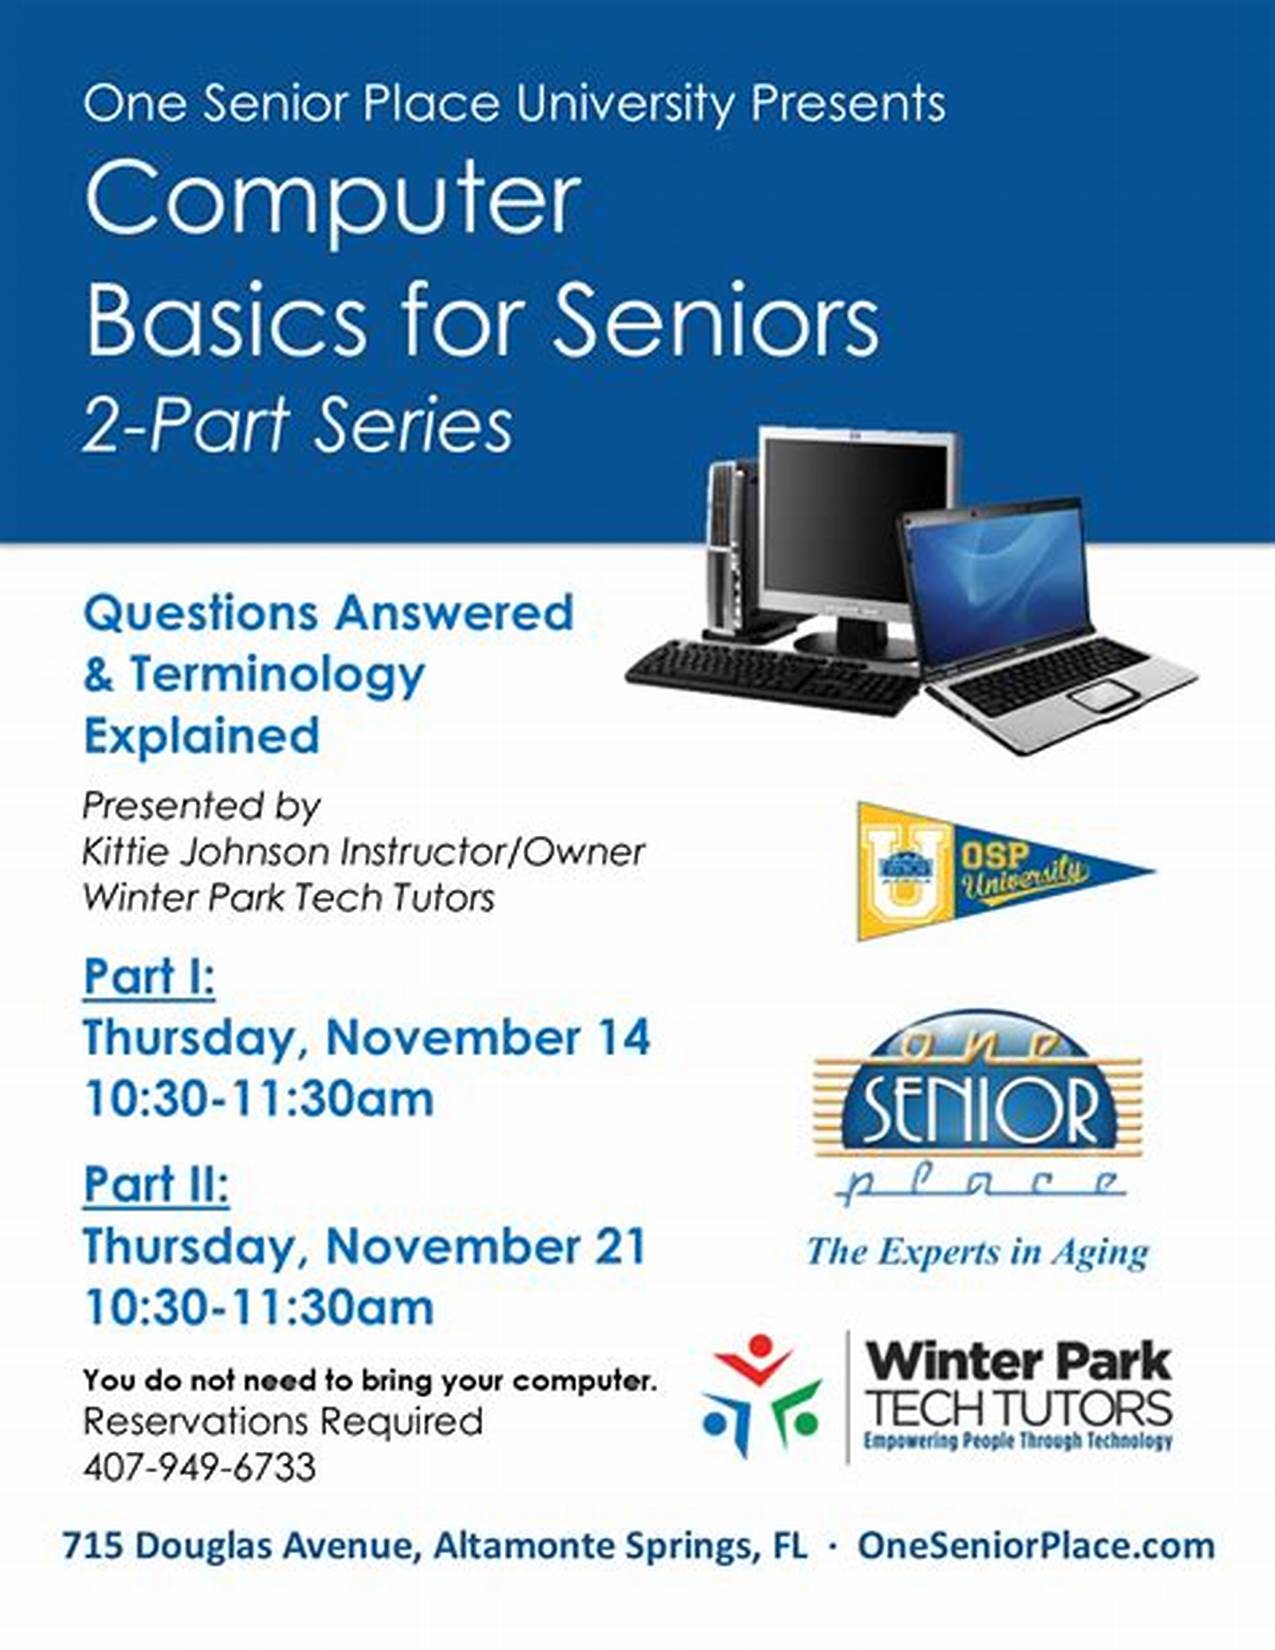 One Senior Place University Presents
Computer
Basics for Seniors
2-Part Series
Questions Answered
& Terminology
Explained
Presented by
Kittie Johnson Instructor/Owner
Winter Park Tech Tutors
Part I:
Thursday, November 14
10:30-11:30am
Part II:
Thursday, November 21
10:30-11:30am
You do not need to bring your computer.
Reservations Required
407-949-6733
U
OSP
University
one
SENIOR
place
The Experts in Aging
Winter Park
TECH TUTORS
Empowering People Through Technology
715 Douglas Avenue, Altamonte Springs, FL · OneSeniorPlace.com